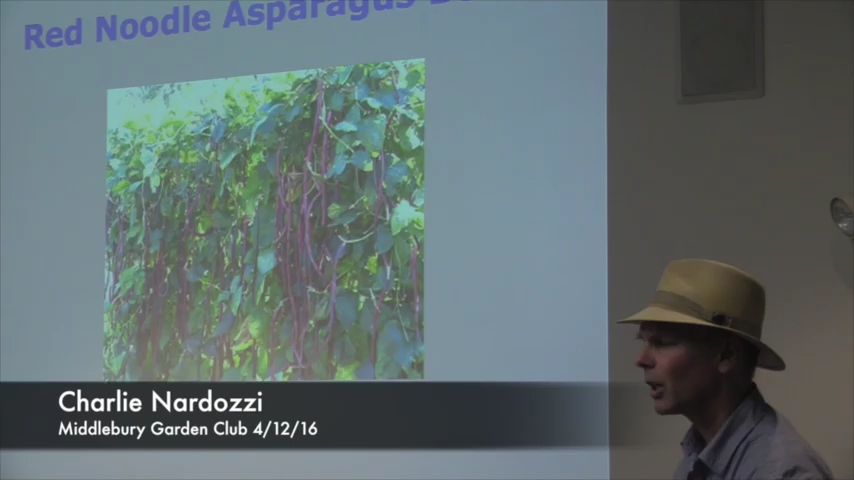 Red Noodle Asparagus
Charlie Nardozzi
Middlebury Garden Club 4/12/16